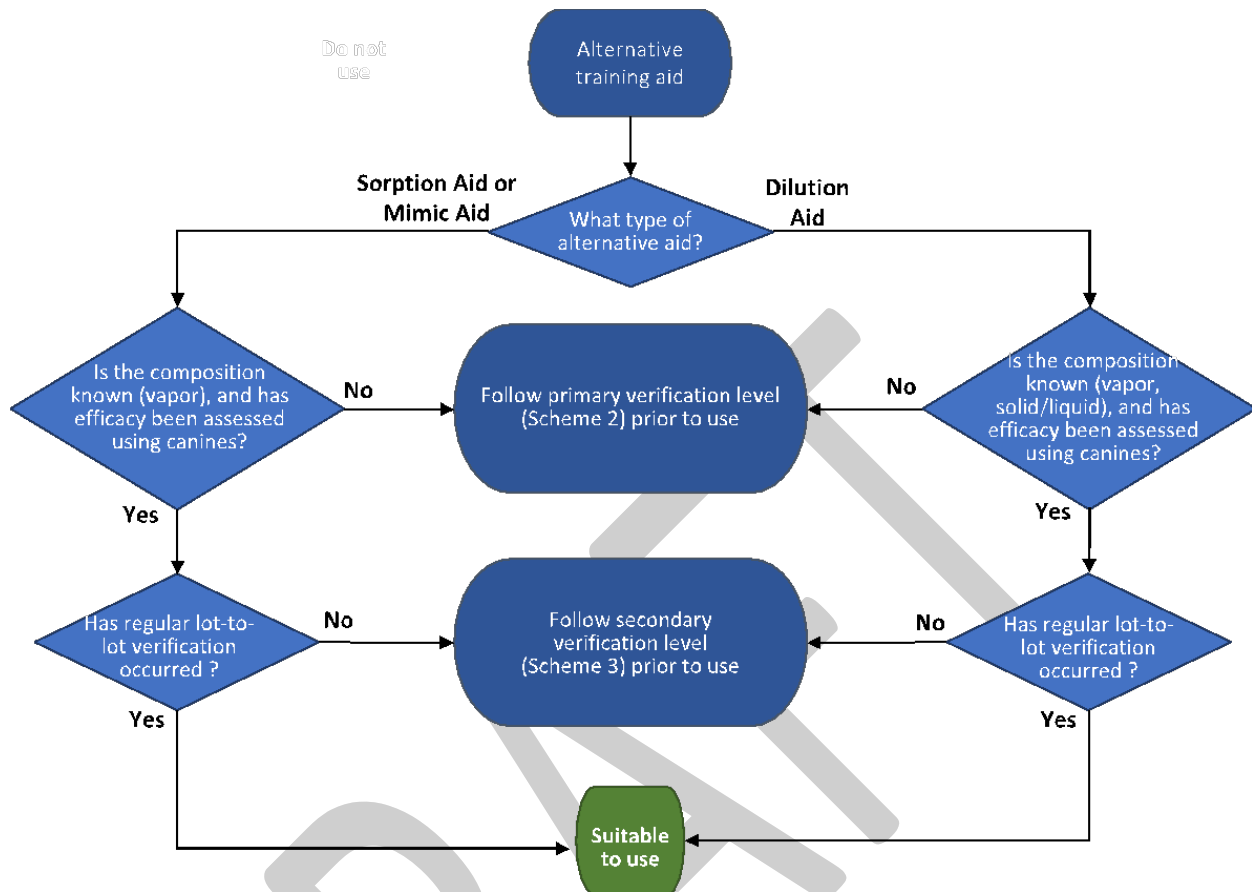 Do not
use
Alternative
training aid
Sorption Aid or
Mimic Aid
Dilution
Aid
What type of
alternative aid?
Is the composition
known (vapor), and has
efficacy been assessed
using canines?
No
Follow primary verification level
(Scheme 2) prior to use
No
Is the composition
known (vapor,
solid/liquid), and has
efficacy been assessed
using canines?
Yes
Yes
Has regular lot-to-
lot verification
occurred ?
No
Follow secondary
verification level
(Scheme 3) prior to use
No
Has regular lot-to-
lot verification
occurred ?
Yes
Yes
Suitable
to use